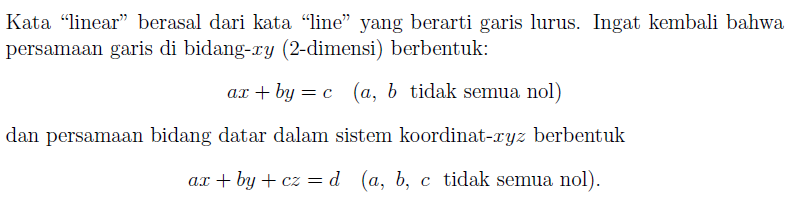 Kata “linear” berasal dari kata “line” yang berarti garis lurus. Ingat kembali bahwa
persamaan garis di bidang-xy (2-dimensi) berbentuk:
ax + by = c (a, b tidak semua nol)
dan persamaan bidang datar dalam sistem koordinat-xyz berbentuk
ax + by + cz = d (a, b, c tidak semua nol).